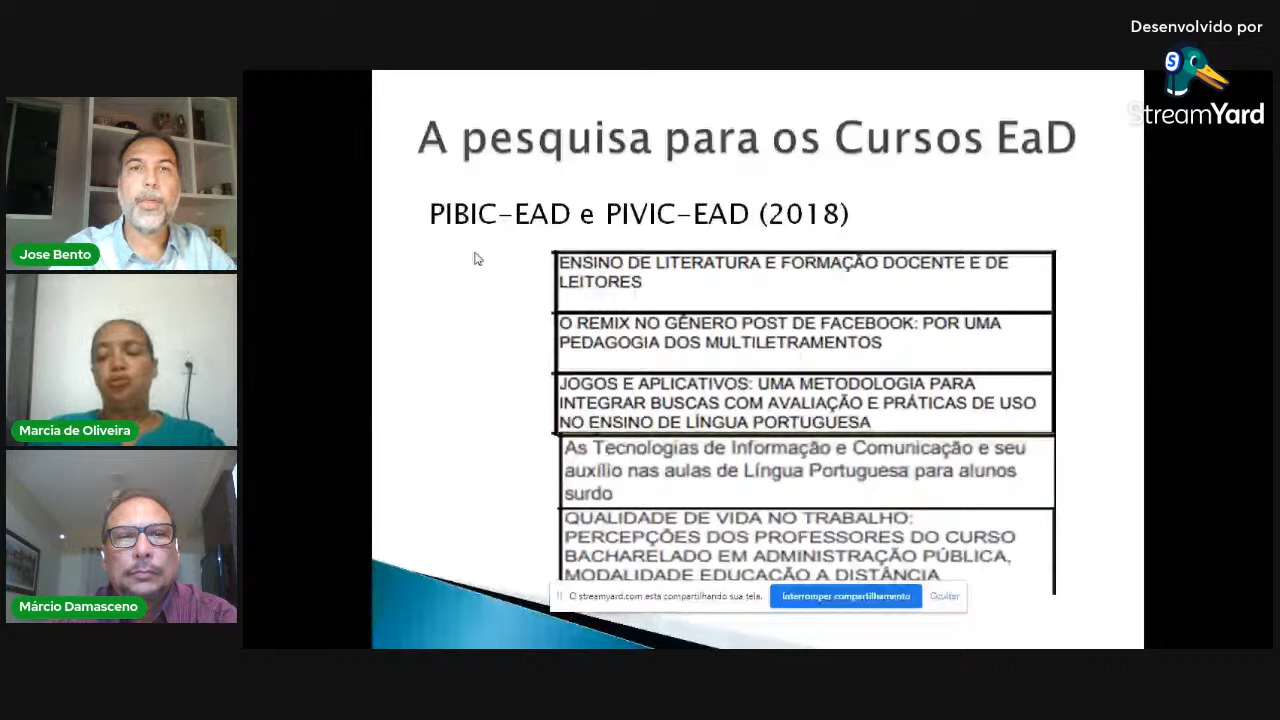 Desenvolvido por
StreamYard
A pesquisa para os Cursos EaD
PIBIC-EAD e PIVIC-EAD (2018)
ENSINO DE LITERATURA E FORMAÇÃO DOCENTE E DE
LEITORES
O REMIX NO GÊNERO POST DE FACEBOOK: POR UMA
PEDAGOGIA DOS MULTILETRAMENTOS
JOGOS E APLICATIVOS: UMA METODOLOGIA PARA
INTEGRAR BUSCAS COM AVALIAÇÃO E PRÁTICAS DE USO
NO ENSINO DE LÍNGUA PORTUGUESA
As Tecnologias de Informação e Comunicação e seu
auxílio nas aulas de Língua Portuguesa para alunos
surdo
QUALIDADE DE VIDA NO TRABALHO:
PERCEPÇÕES DOS PROFESSORES DO CURSO
BACHARELADO EM ADMINISTRAÇÃO PÚBLICA,
MODALIDADE EDUCAÇÃO A DISTÂNCIA
O streamyard.com está compartilhando sua tela.
Interromper compartilhamento
Ocultar
Jose Bento
Marcia de Oliveira
Márcio Damasceno